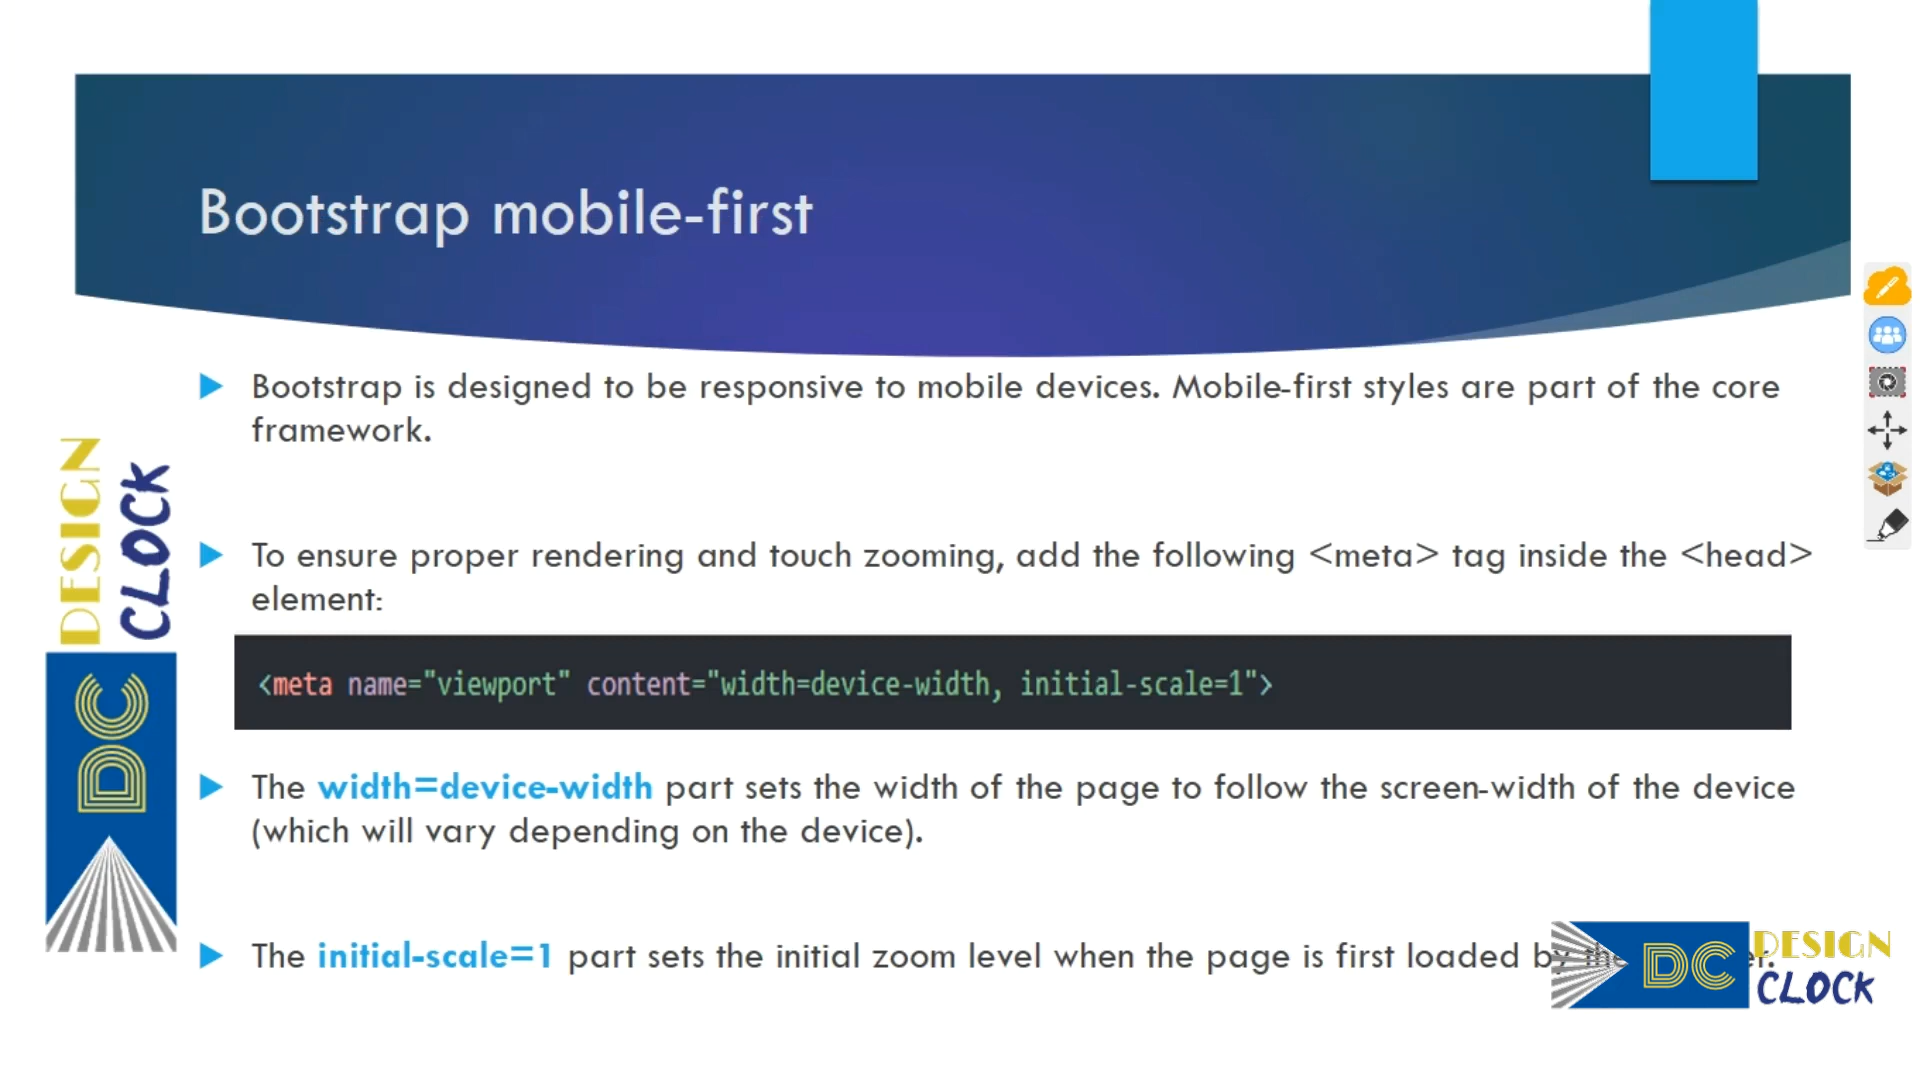 Bootstrap mobile-first
Bootstrap is designed to be responsive to mobile devices. Mobile-first styles are part of the core
framework.
To ensure proper rendering and touch zooming, add the following <meta> tag inside the <head>
element:
<meta name="viewport" content="width=device-width, initial-scale=1">
The width=device-width part sets the width of the page to follow the screen-width of the device
(which will vary depending on the device).
The initial-scale=1 part sets the initial zoom level when the page is first loaded
DESIGN
CLOCK
DC
DC
DESIGN
CLOCK